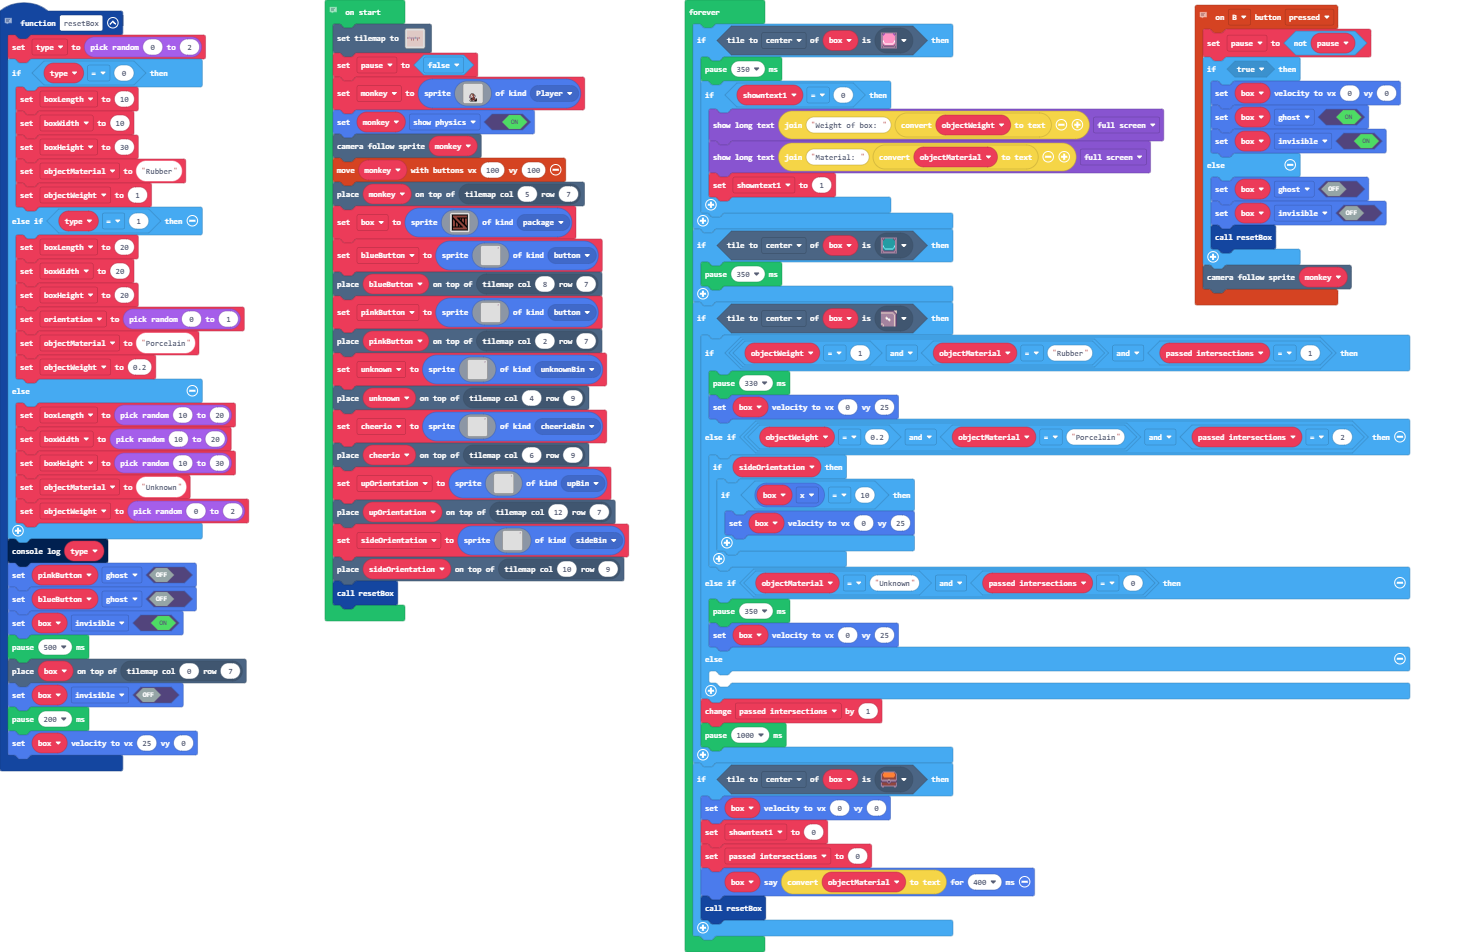 function resetBox
set type to pick random 0 to 2
if type = 0 then
set boxLength to 10
set boxWidth to 10
set boxHeight to 30
set objectMaterial to "Rubber"
set objectWeight to 1
else if type = 1 then
set boxLength to 20
set boxWidth to 20
set boxHeight to 20
set orientation to pick random 0 to 1
set objectMaterial to "Porcelain"
set objectWeight to 0.2
else
set boxLength to pick random 10 to 20
set boxWidth to pick random 10 to 20
set boxHeight to pick random 10 to 30
set objectMaterial to "Unknown"
set objectWeight to pick random 0 to 2
console log type
set pinkButton ghost OFF
set blueButton ghost OFF
set box invisible ON
pause 500 ms
place box on top of tilemap col 0 row 7
set box invisible OFF
pause 200 ms
set box velocity to vx 25 vy 0
on start
set tilemap to
set pause to false
set monkey to sprite of kind Player
set monkey show physics ON
camera follow sprite monkey
move monkey with buttons vx 100 vy 100
place monkey on top of tilemap col 5 row 7
set box to sprite of kind package
set blueButton to sprite of kind button
place blueButton on top of tilemap col 8 row 7
set pinkButton to sprite of kind button
place pinkButton on top of tilemap col 2 row 7
set unknown to sprite of kind unknownBin
place unknown on top of tilemap col 4 row 9
set cheerio to sprite of kind cheerioBin
place cheerio on top of tilemap col 6 row 9
set upOrientation to sprite of kind upBin
place upOrientation on top of tilemap col 12 row 7
set sideOrientation to sprite of kind sideBin
place sideOrientation on top of tilemap col 10 row 9
call resetBox
forever
if tile to center of box is then
pause 350 ms
if showntext1 = 0 then
show long text join "Weight of box: " convert objectWeight to text full screen
show long text join "Material: " convert objectMaterial to text full screen
set showntext1 to 1
if tile to center of box is then
pause 350 ms
if tile to center of box is then
if objectWeight = 1 and objectMaterial = "Rubber" and passed intersections = 1 then
pause 330 ms
set box velocity to vx 0 vy 25
else if objectWeight = 0.2 and objectMaterial = "Porcelain" and passed intersections = 2 then
if sideOrientation then
if box x = 10 then
set box velocity to vx 0 vy 25
else if objectMaterial = "Unknown" and passed intersections = 0 then
pause 350 ms
set box velocity to vx 0 vy 25
else
change passed intersections by 1
pause 1000 ms
if tile to center of box is then
set box velocity to vx 0 vy 0
set showntext1 to 0
set passed intersections to 0
box say convert objectMaterial to text for 400 ms
call resetBox
on B button pressed
set pause to not pause
if true then
set box velocity to vx 0 vy 0
set box ghost ON
set box invisible ON
else
set box ghost OFF
set box invisible OFF
call resetBox
camera follow sprite monkey